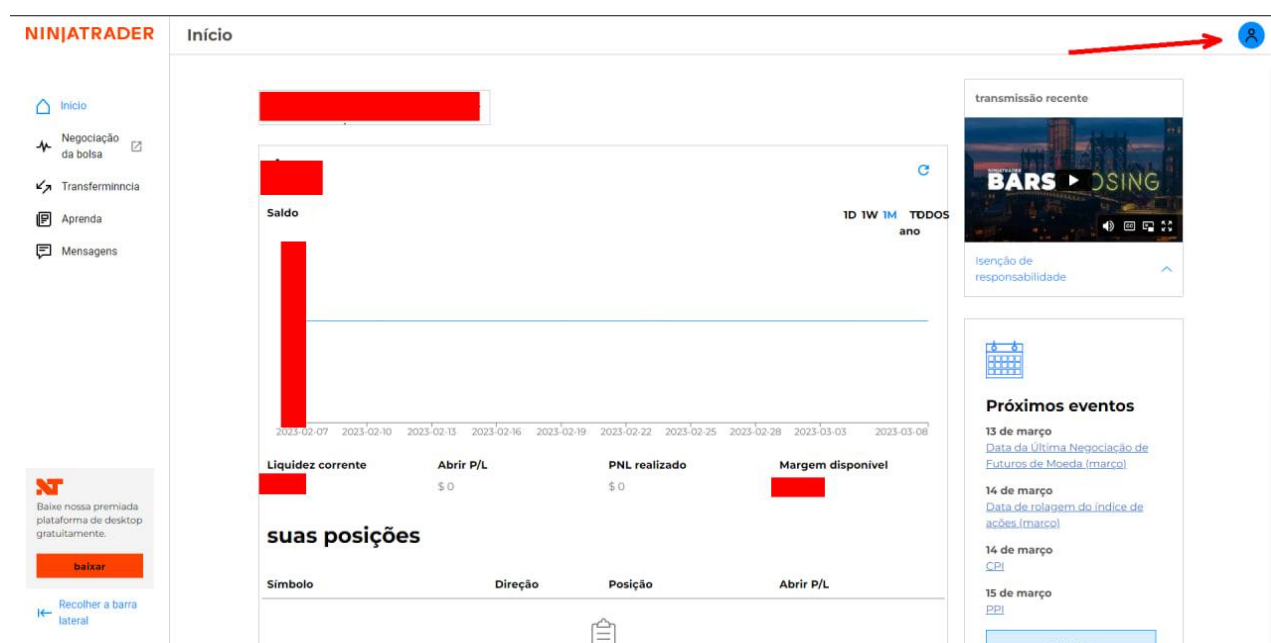 NINJATRADER
Início
Início
Negociação
da bolsa
Transferminncia
Aprenda
Mensagens
Baixe nossa premiada
plataforma de desktop
gratuitamente.
baixar
Recolher a barra
lateral
Saldo
1D 1W 1M TODOS
ano
2023-02-07 2023-02-10 2023-02-13 2023-02-16 2023-02-19 2023-02-22 2023-02-25 2023-02-28 2023-03-03 2023-03-08
Liquidez corrente Abrir P/L PNL realizado Margem disponível
$ 0 $ 0
suas posições
Símbolo Direção Posição Abrir P/L
transmissão recente
BARS OSING
Isenção de
responsabilidade
Próximos eventos
13 de março
Data da Última Negociação de
Futuros de Moeda (março)
14 de março
Data de rolagem do índice de
ações (março)
14 de março
CPI
15 de março
PPI